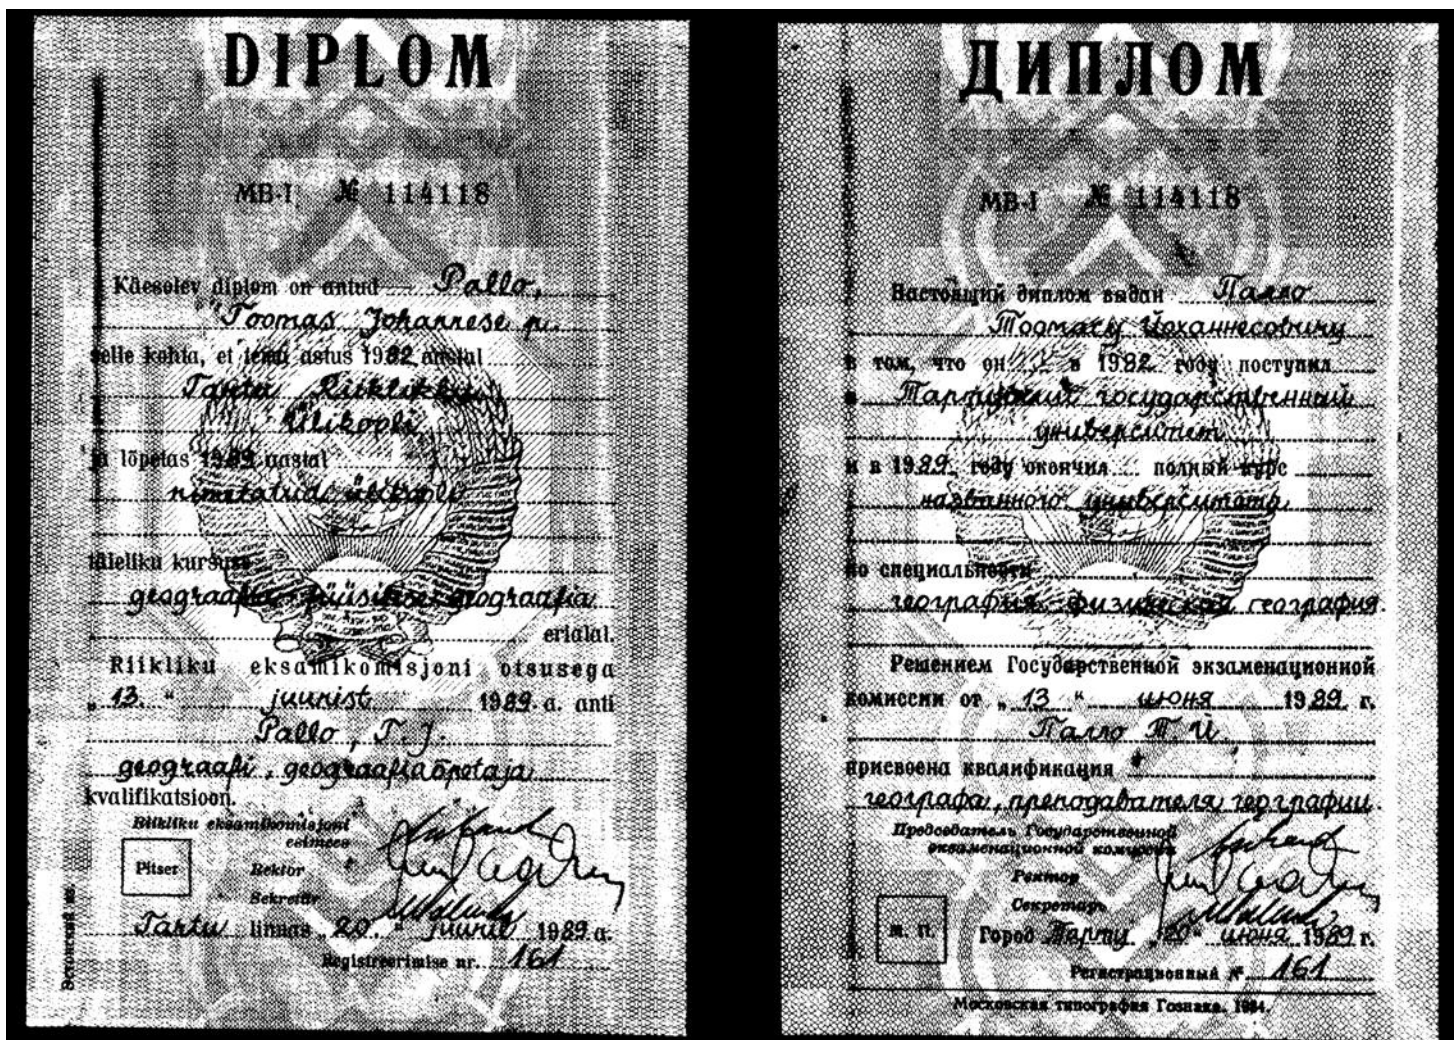 DIPLOM
МВ-I № 114118
Käesolev diplom on antud Pallo,
Toomas Johannese p.
selle kohta, et tema astus 1982 aastal
Tartu Riiklikku
Ülikooli
ja lõpetas 1989 aastal
nimetatud ülikooli
täieliku kursuse
geograafia füüsiline geograafia
erialal.
Riikliku eksamikomisjoni otsusega
„13.“ juunist 1989.a. anti
Pallo, T. J.
geograafi, geograafiaõpetaja
kvalifikatsioon.
Riikliku eksamikomisjoni
esimees
Pitser
Rektor
Sekretär
Tartu linnas „20.“ juunil 1989 a.
Registreerimise nr. 161
Эстонский яз.
ДИПЛОМ
МВ-I № 114118
Настоящий диплом выдан Палло
Тоомасу Йоханнесовичу
в том, что он в 1982 году поступил
в Тартуский государственный
университет
и в 1989 году окончил полный курс
названного университета
по специальности
география физическая география
Решением Государственной экзаменационной
комиссии от „13“ июня 1989 г.
Палло Т. Й.
присвоена квалификация
географа, преподавателя географии
Председатель Государственной
экзаменационной комиссии
Ректор
Секретарь
М. П.
Город Тарту „20“ июня 1989 г.
Регистрационный № 161
Московская типография Гознака. 1984.